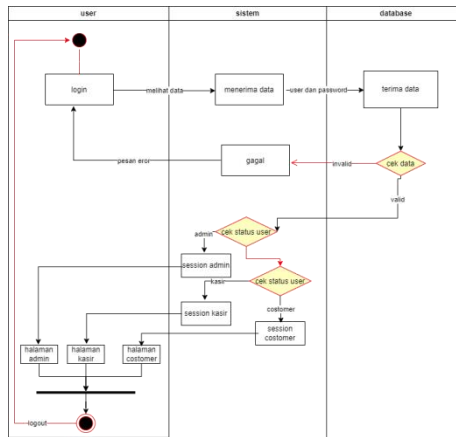 user
sistem
database
login
melihat data
menerima data
user dan password
terima data
pesan eror
gagal
invalid
cek data
valid
admin
cek status user
session admin
kasir
cek status user
session kasir
costomer
session
costomer
halaman
admin
halaman
kasir
halaman
costomer
logout